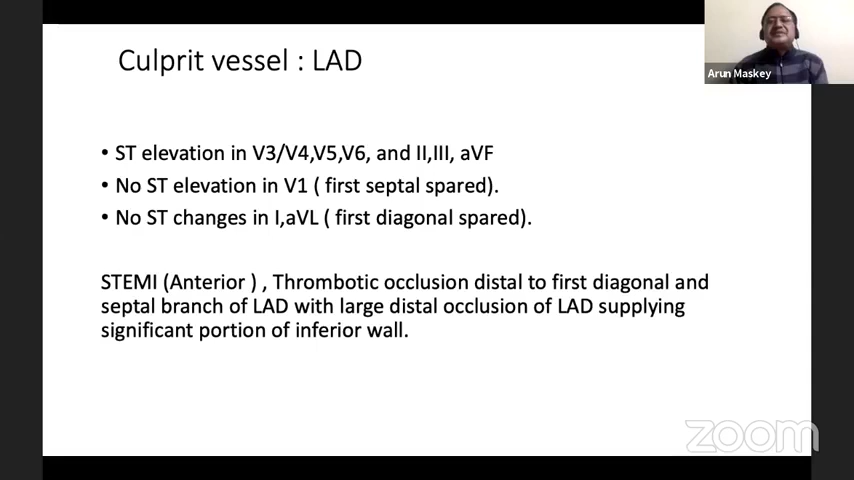 Culprit vessel : LAD
Arun Maskey
• ST elevation in V3/V4,V5,V6, and II,III, aVF
• No ST elevation in V1 ( first septal spared).
• No ST changes in I,aVL ( first diagonal spared).
STEMI (Anterior ) , Thrombotic occlusion distal to first diagonal and
septal branch of LAD with large distal occlusion of LAD supplying
significant portion of inferior wall.
zoom